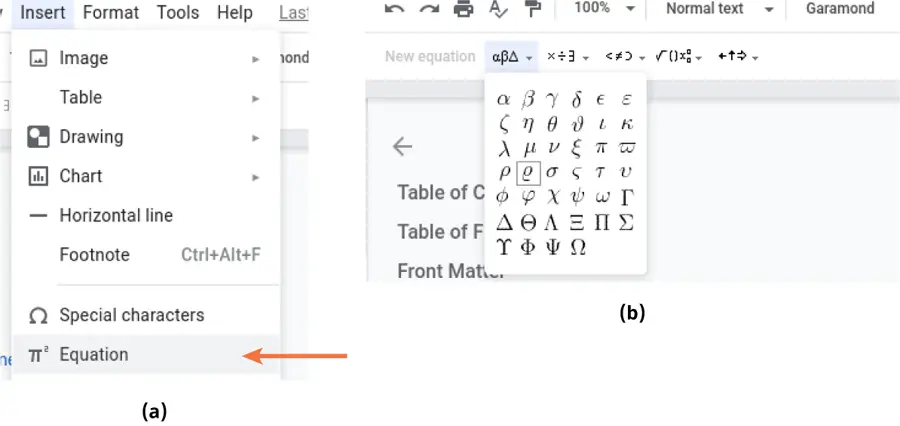 Insert Format Tools Help Last
Image
Table
Drawing
Chart
Horizontal line
Footnote Ctrl+Alt+F
Special characters
π² Equation
(a)
100% Normal text Garamond
New equation αβΔ ×÷∃ <≠⊃ √()x ←↑⇒
α β γ δ ϵ ε
ζ η θ ϑ ι κ
λ μ ν ξ π ϖ
ρ ϱ σ ς τ υ
ϕ φ χ ψ ω Γ
Δ Θ Λ Ξ Π Σ
ϒ Φ Ψ Ω
Table of C
Table of F
Front Matter
(b)